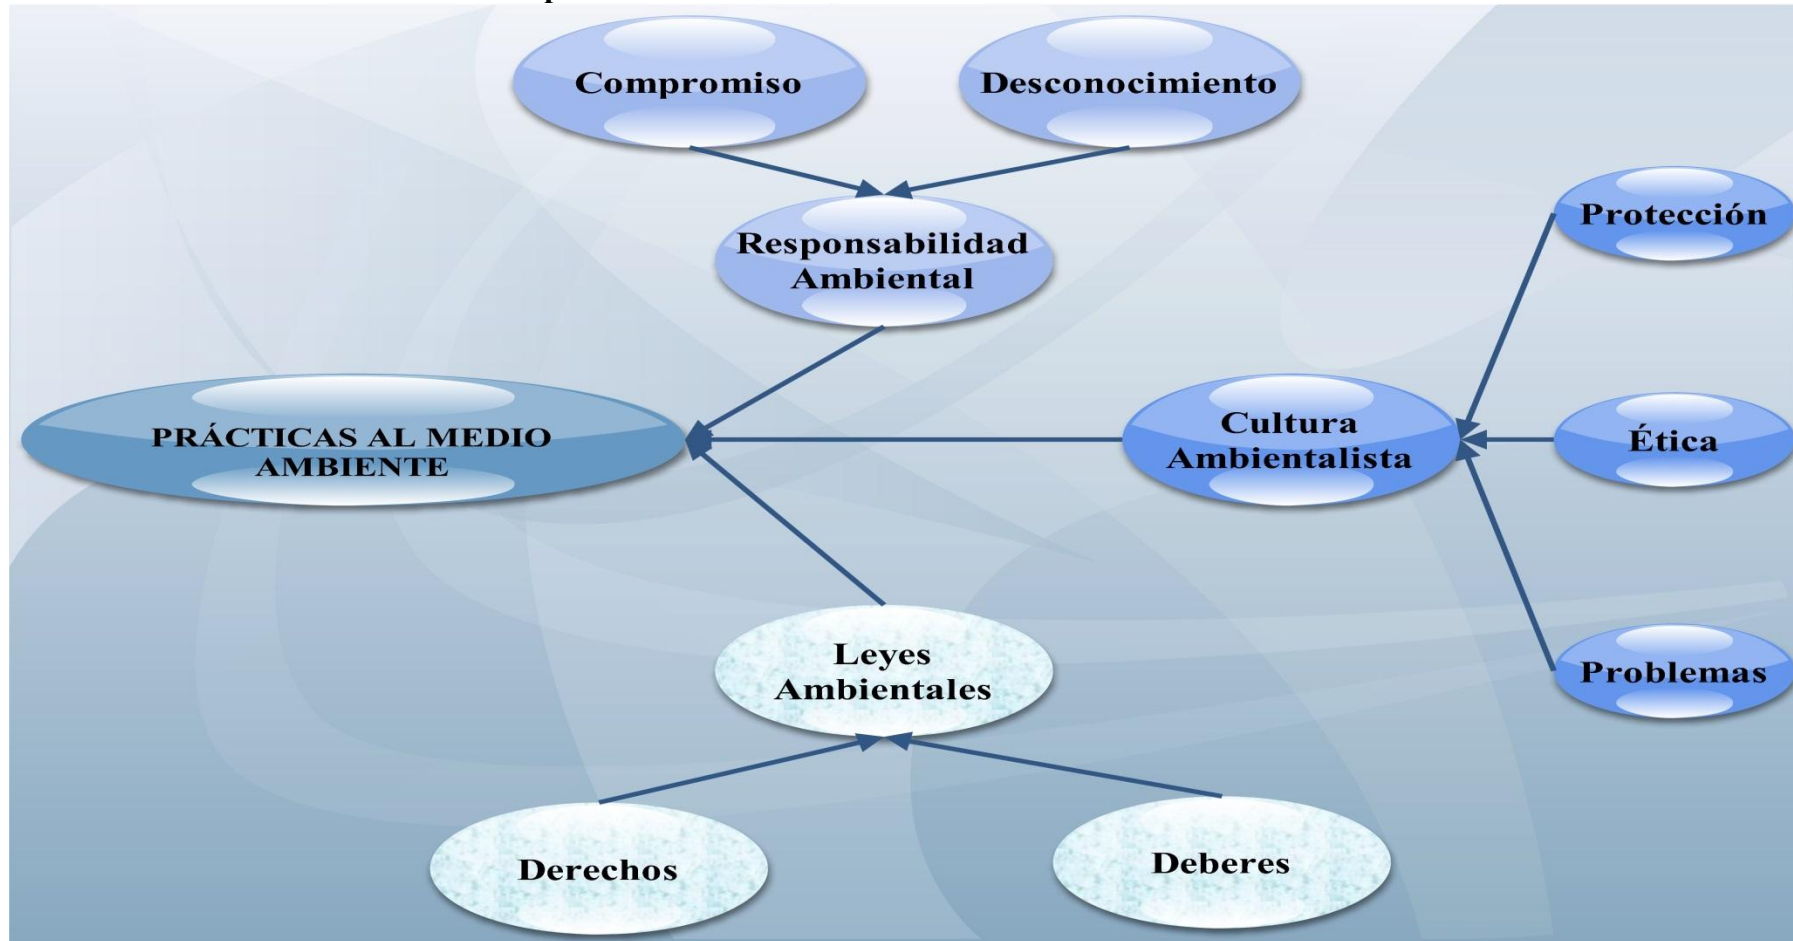 Compromiso
Desconocimiento
Protección
Responsabilidad
Ambiental
PRÁCTICAS AL MEDIO
AMBIENTE
Cultura
Ambientalista
Ética
Leyes
Ambientales
Problemas
Derechos
Deberes